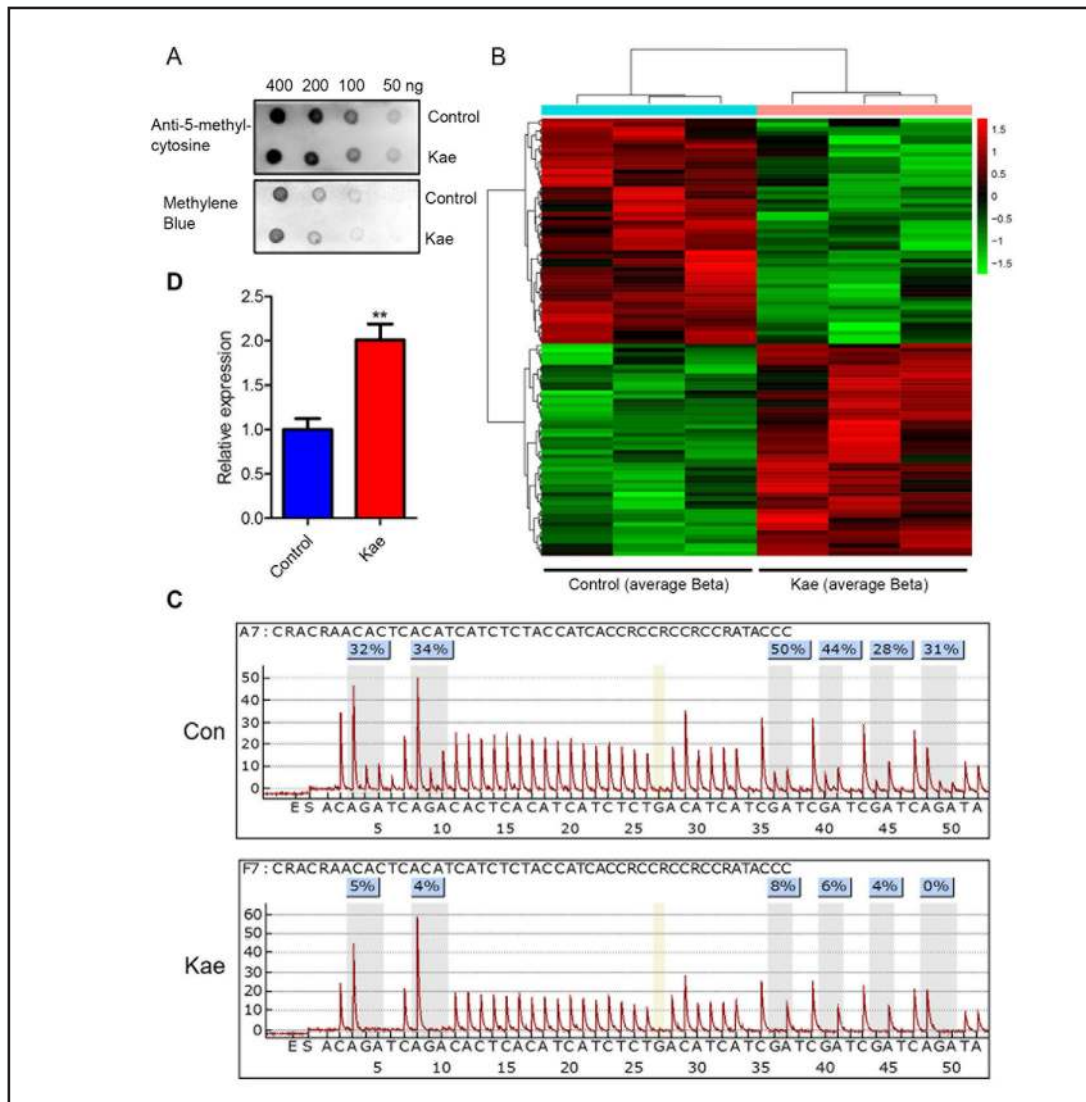 A
400 200 100 50 ng
Anti-5-methyl-
cytosine
Control
Kae
Methylene
Blue
Control
Kae
B
1.5
1
0.5
0
−0.5
−1
−1.5
Control (average Beta)
Kae (average Beta)
D
Relative expression
2.5
2.0
1.5
1.0
0.5
0.0
**
Control
Kae
C
Con
A7:CRACRAACACTCACATCATCTCTACCATCACCRCCRCCRCCRATACCC
32% 34% 50% 44% 28% 31%
50
40
30
20
10
0
E S A C A G A T C A G A C A C T C A C A T C A T C T C T G A C A T C A T C G A T C G A T C G A T C A G A T A
5 10 15 20 25 30 35 40 45 50
Kae
F7:CRACRAACACTCACATCATCTCTACCATCACCRCCRCCRCCRATACCC
5% 4% 8% 6% 4% 0%
60
50
40
30
20
10
0
E S A C A G A T C A G A C A C T C A C A T C A T C T C T G A C A T C A T C G A T C G A T C G A T C A G A T A
5 10 15 20 25 30 35 40 45 50